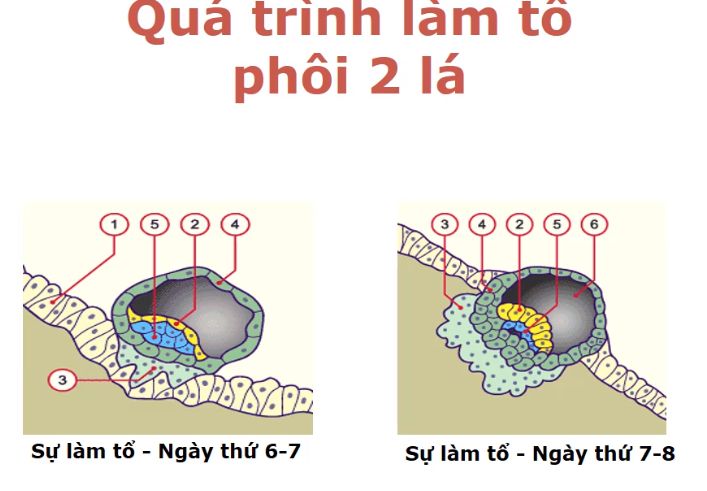 Quá trình làm tổ
phôi 2 lá
1 5 2 4
3
3 4 2 5 6
Sự làm tổ - Ngày thứ 6-7
Sự làm tổ - Ngày thứ 7-8